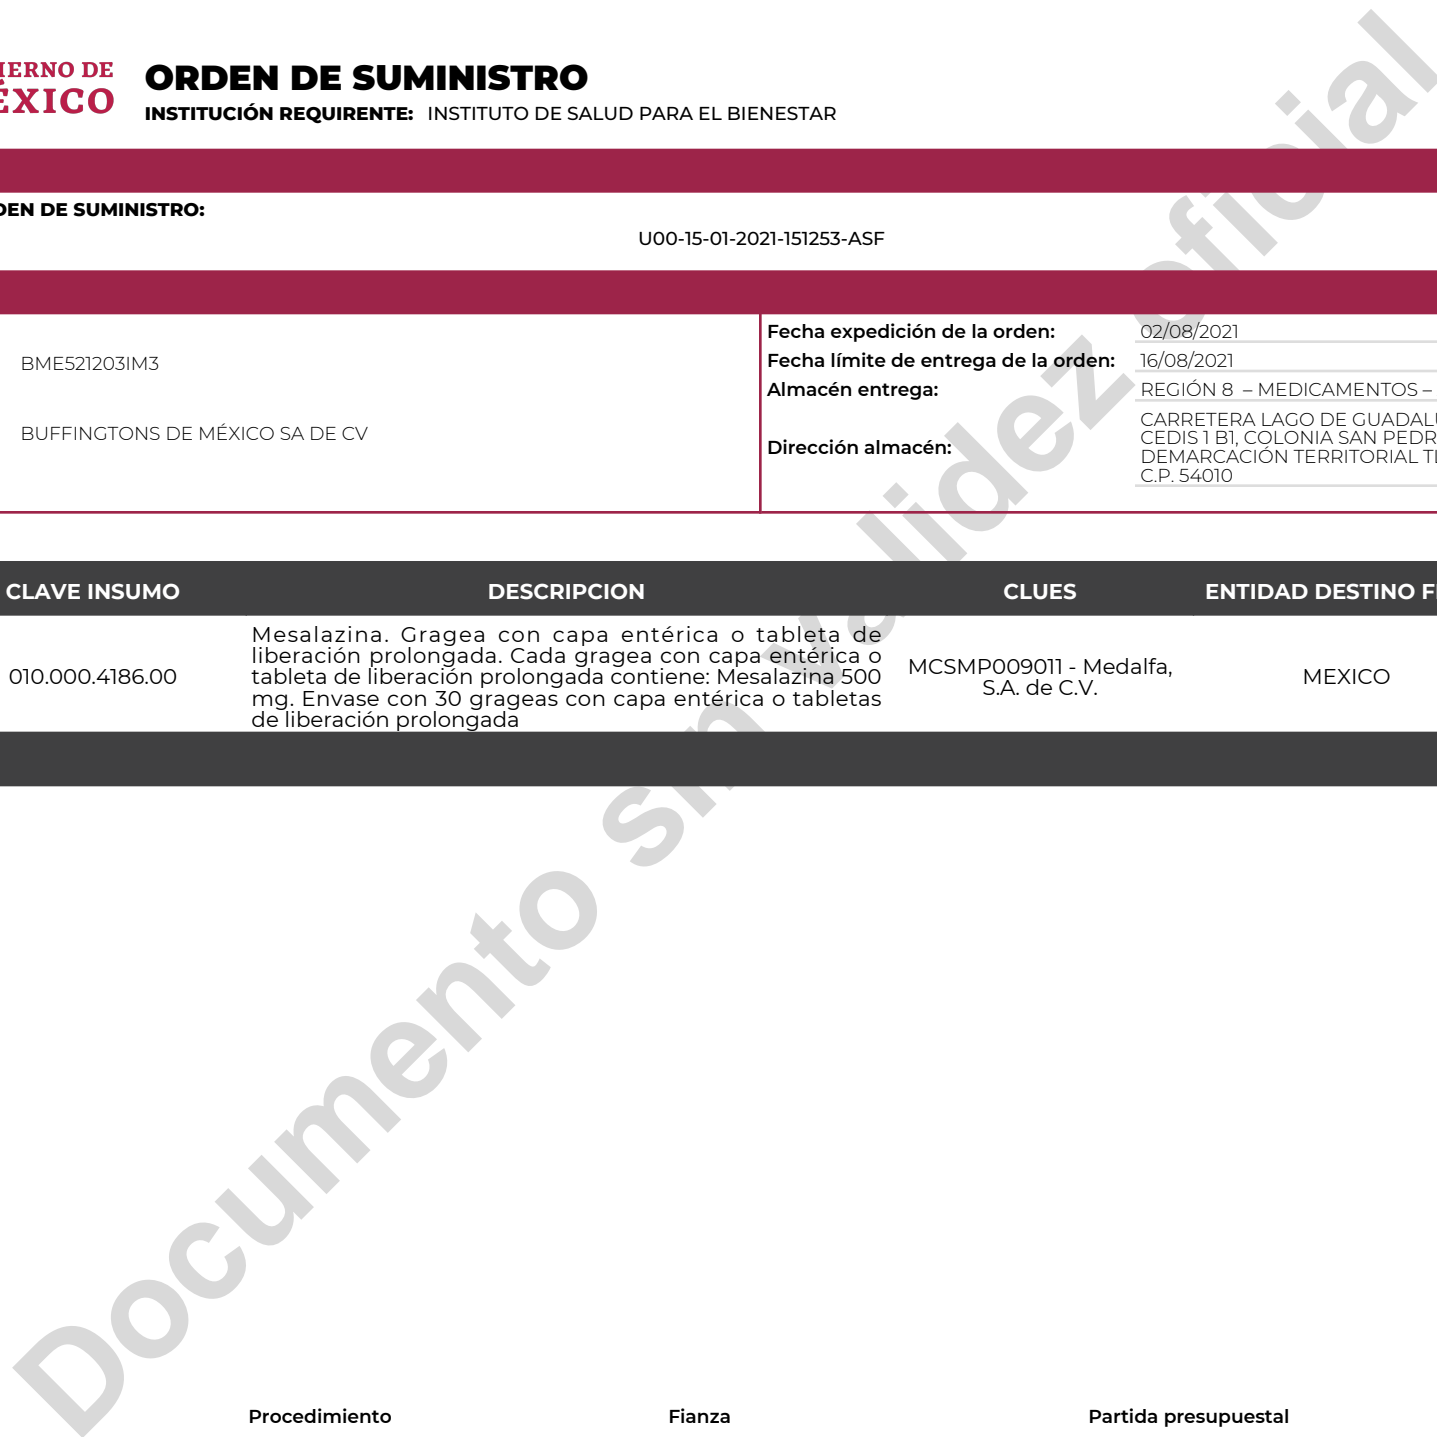 IERNO DE
ÉXICO
ORDEN DE SUMINISTRO
INSTITUCIÓN REQUIRENTE: INSTITUTO DE SALUD PARA EL BIENESTAR
DEN DE SUMINISTRO:
U00-15-01-2021-151253-ASF
BME521203IM3
BUFFINGTONS DE MÉXICO SA DE CV
Fecha expedición de la orden: 02/08/2021
Fecha límite de entrega de la orden: 16/08/2021
Almacén entrega: REGIÓN 8 – MEDICAMENTOS –
Dirección almacén:
CARRETERA LAGO DE GUADALU
CEDIS 1 B1, COLONIA SAN PEDR
DEMARCACIÓN TERRITORIAL TL
C.P. 54010
CLAVE INSUMO DESCRIPCION CLUES ENTIDAD DESTINO FI
010.000.4186.00
Mesalazina. Gragea con capa entérica o tableta de
liberación prolongada. Cada gragea con capa entérica o
tableta de liberación prolongada contiene: Mesalazina 500
mg. Envase con 30 grageas con capa entérica o tabletas
de liberación prolongada
MCSMP009011 - Medalfa,
S.A. de C.V.
MEXICO
Documento sin validez oficial
Procedimiento Fianza Partida presupuestal